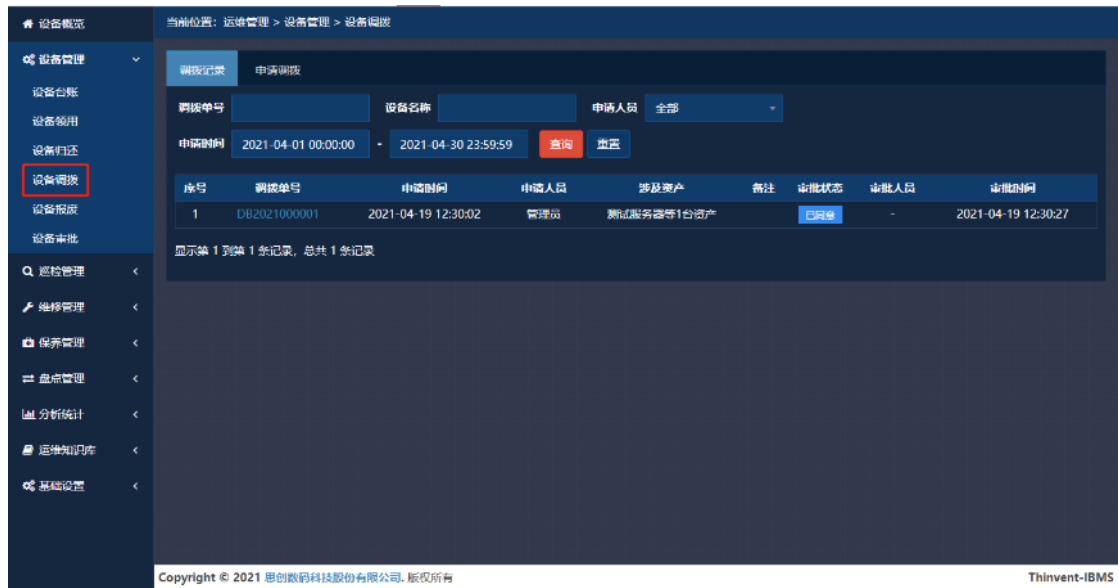 设备概览
当前位置：运维管理 > 设备管理 > 设备调拨
设备管理
设备台账
设备领用
设备归还
设备调拨
设备报废
设备审批
巡检管理
维修管理
保养管理
盘点管理
分析统计
运维知识库
基础设置
调拨记录 申请调拨
调拨单号 设备名称 申请人员 全部
申请时间 2021-04-01 00:00:00 - 2021-04-30 23:59:59 查询 重置
序号 调拨单号 申请时间 申请人员 涉及资产 备注 审批状态 审批人员 审批时间
1 DB2021000001 2021-04-19 12:30:02 管理员 测试服务器等1台资产 已同意 - 2021-04-19 12:30:27
显示第 1 到第 1 条记录，总共 1 条记录
Copyright © 2021 思创数码科技股份有限公司. 版权所有 Thinvent-IBMS